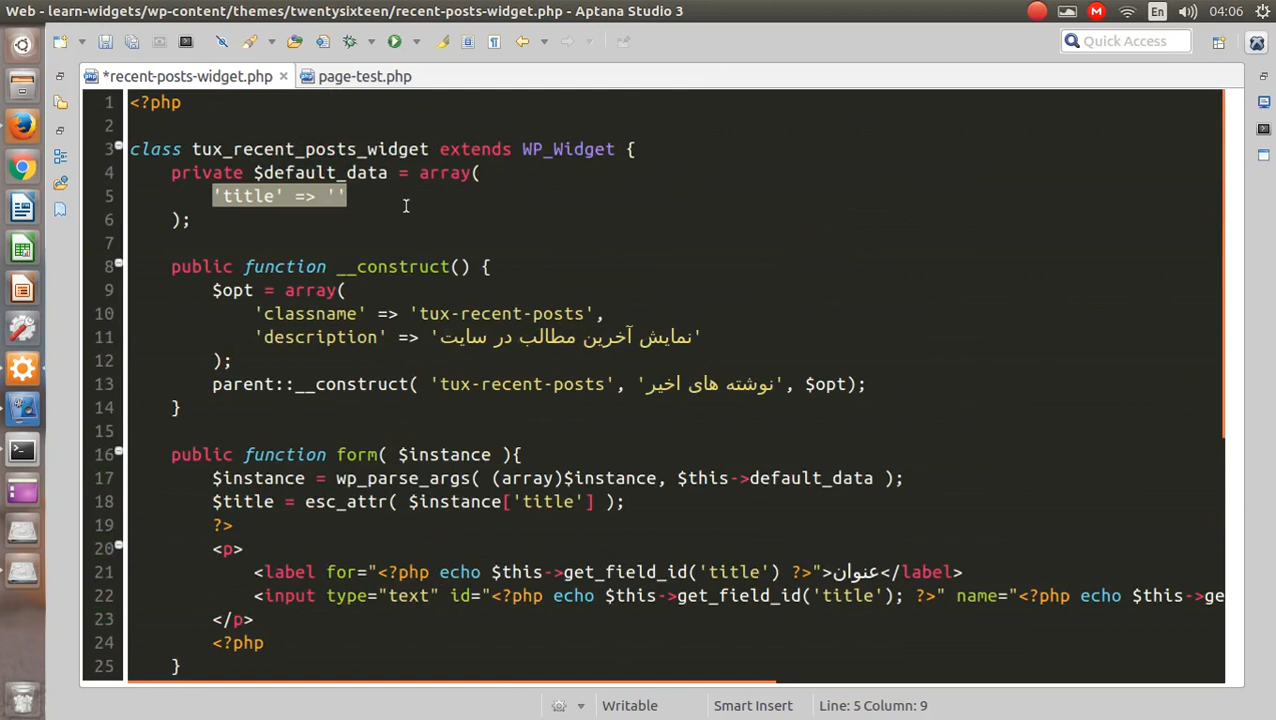 Web - learn-widgets/wp-content/themes/twentysixteen/recent-posts-widget.php - Aptana Studio 3
En
04:06
Quick Access
*recent-posts-widget.php
page-test.php
1 <?php
2
3 class tux_recent_posts_widget extends WP_Widget {
4 private $default_data = array(
5 'title' => ''
6 );
7
8 public function __construct() {
9 $opt = array(
10 'classname' => 'tux-recent-posts',
11 'description' => 'نمایش آخرین مطالب در سایت'
12 );
13 parent::__construct( 'tux-recent-posts', 'نوشته های اخیر', $opt);
14 }
15
16 public function form( $instance ){
17 $instance = wp_parse_args( (array)$instance, $this->default_data );
18 $title = esc_attr( $instance['title'] );
19 ?>
20 <p>
21 <label for="<?php echo $this->get_field_id('title') ?>">عنوان</label>
22 <input type="text" id="<?php echo $this->get_field_id('title'); ?>" name="<?php echo $this->ge
23 </p>
24 <?php
25 }
Writable
Smart Insert
Line: 5 Column: 9